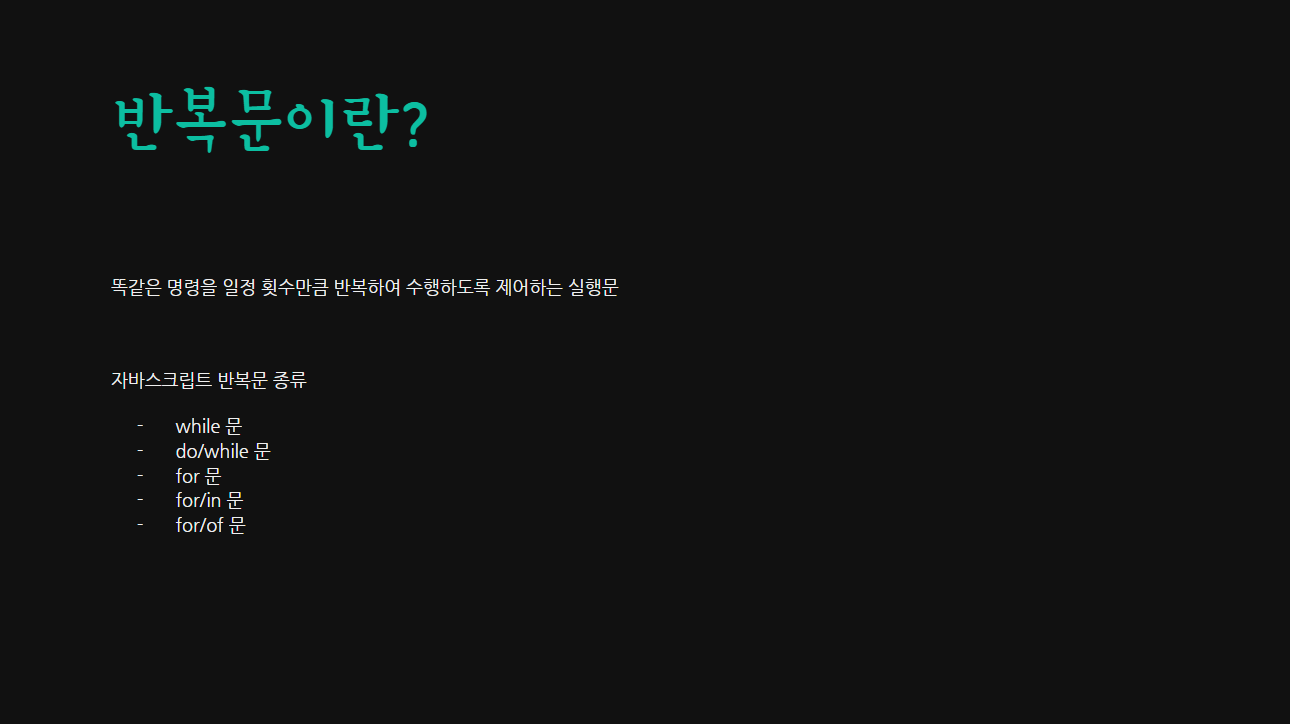 반복문이란?
똑같은 명령을 일정 횟수만큼 반복하여 수행하도록 제어하는 실행문
자바스크립트 반복문 종류
- while 문
- do/while 문
- for 문
- for/in 문
- for/of 문